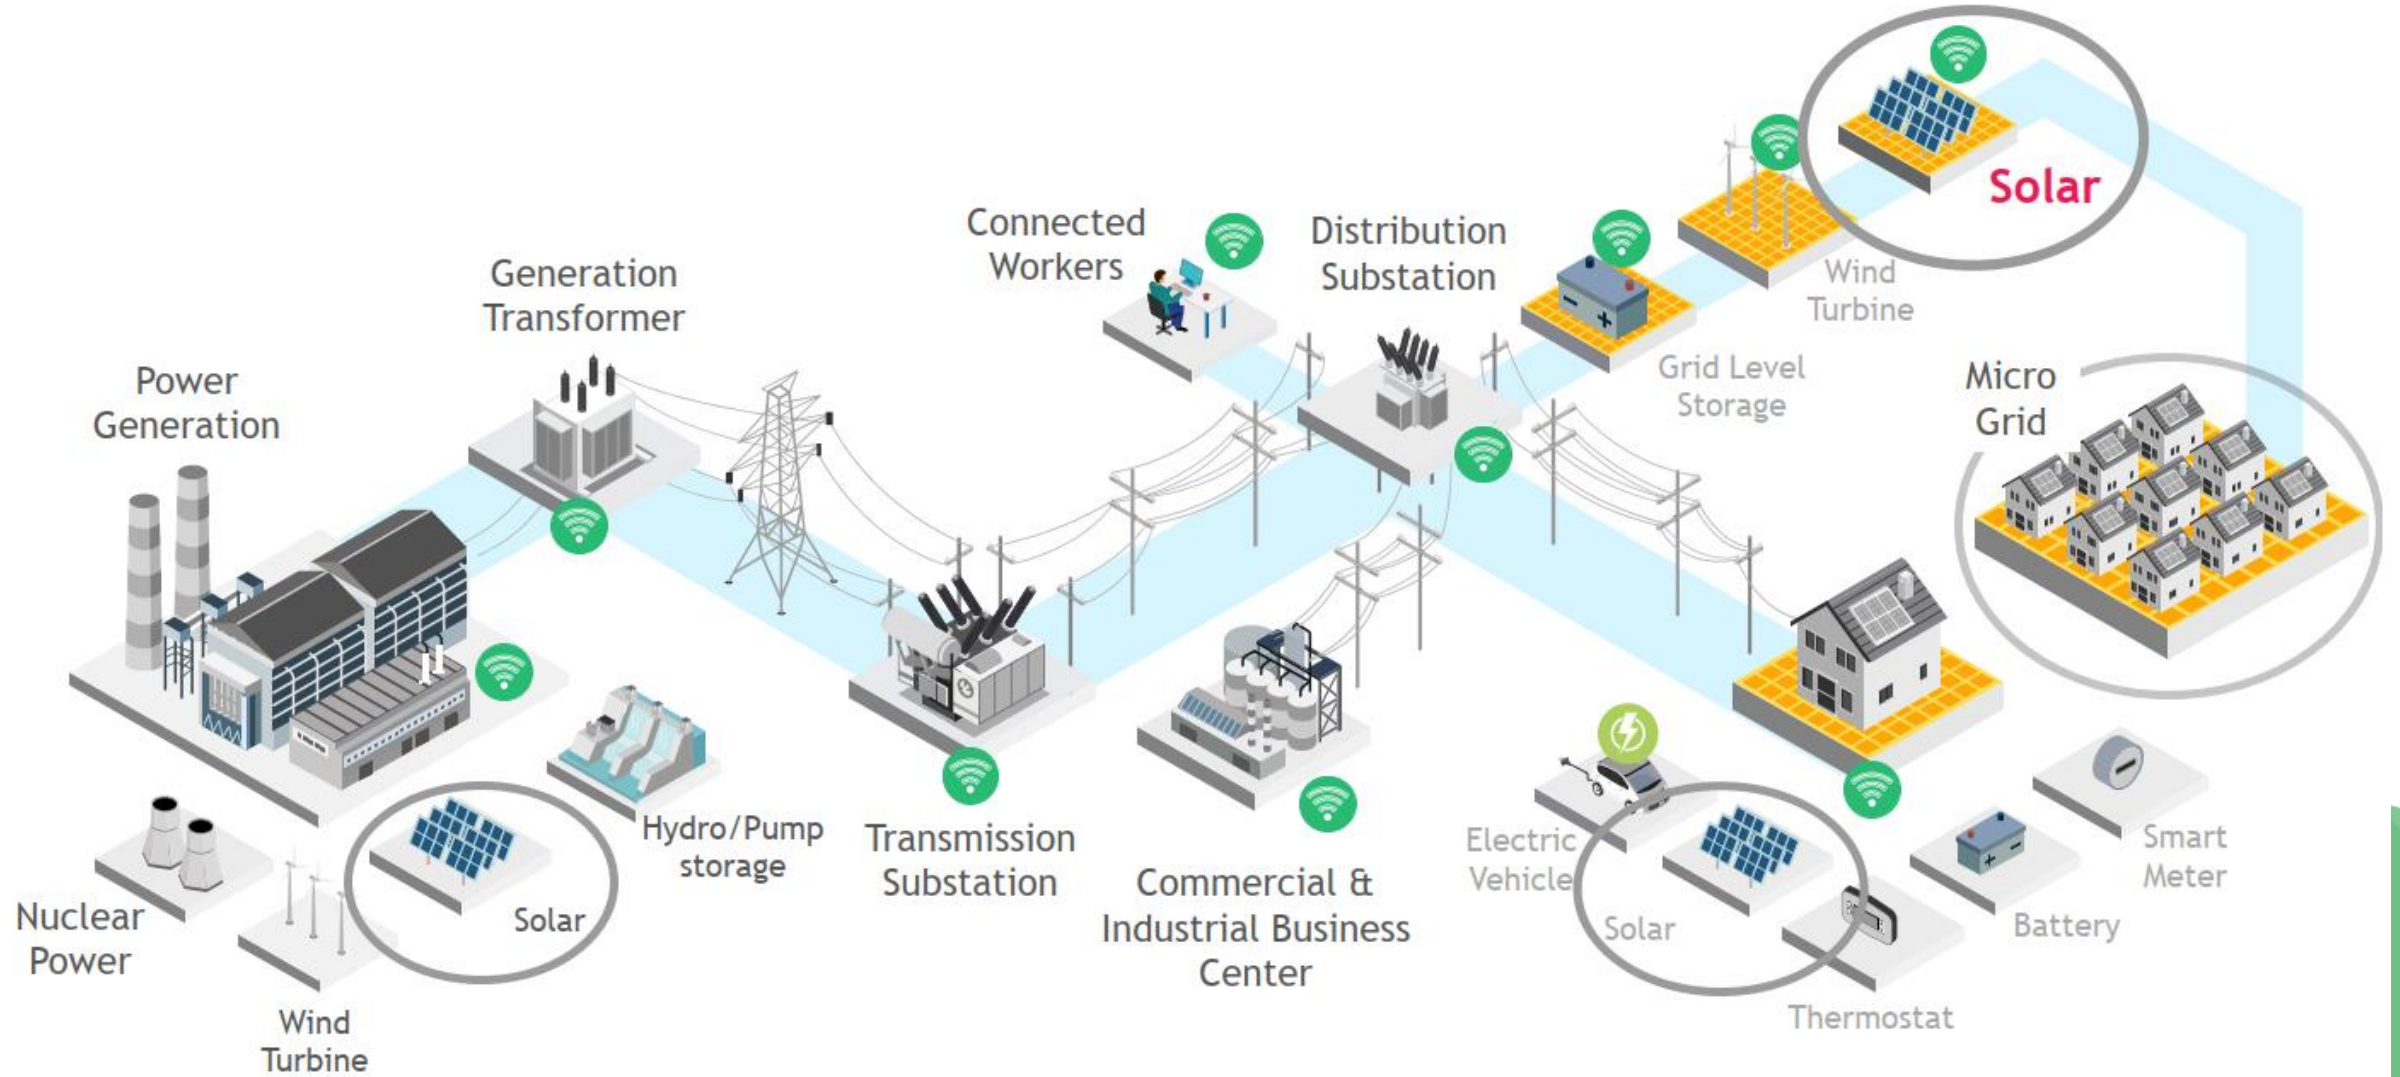 Solar
Connected
Workers
Distribution
Substation
Wind
Turbine
Generation
Transformer
Grid Level
Storage
Micro
Grid
Power
Generation
Hydro/Pump
storage
Transmission
Substation
Commercial &
Industrial Business
Center
Electric
Vehicle
Smart
Meter
Nuclear
Power
Solar
Solar
Battery
Wind
Turbine
Thermostat